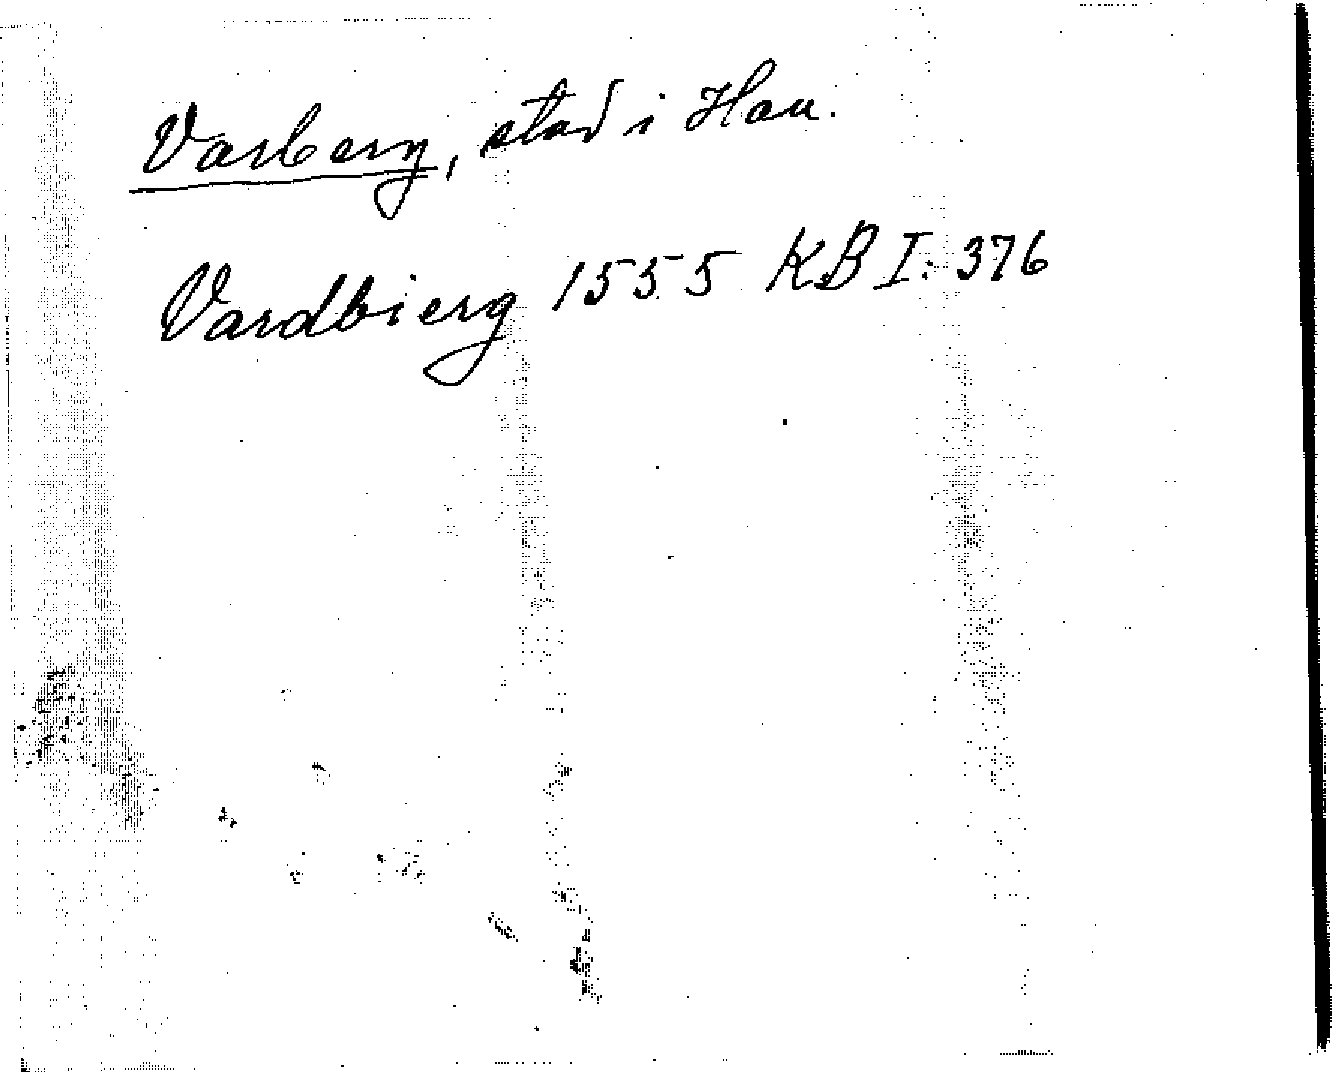 Varberg, stad i Hall.
Vardbierg 1555 KB I: 376